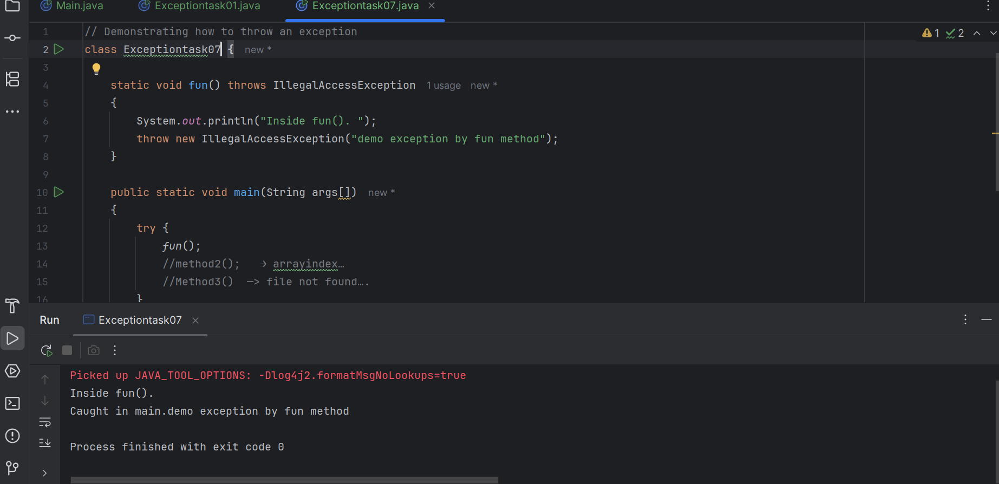 Main.java Exceptiontask01.java Exceptiontask07.java
1 // Demonstrating how to throw an exception
1 2
2 class Exceptiontask07 { new *
3
4 static void fun() throws IllegalAccessException 1 usage new *
5 {
6 System.out.println("Inside fun(). ");
7 throw new IllegalAccessException("demo exception by fun method");
8 }
9
10 public static void main(String args[]) new *
11 {
12 try {
13 fun();
14 //method2(); → arrayindex…
15 //Method3() —> file not found….
16 }
Run Exceptiontask07
Picked up JAVA_TOOL_OPTIONS: -Dlog4j2.formatMsgNoLookups=true
Inside fun().
Caught in main.demo exception by fun method
Process finished with exit code 0